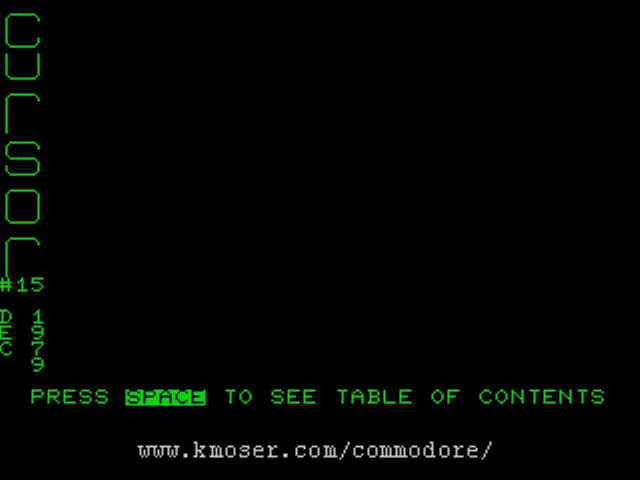 Cursor
#15
DEC 1979
PRESS SPACE TO SEE TABLE OF CONTENTS
www.kmoser.com/commodore/